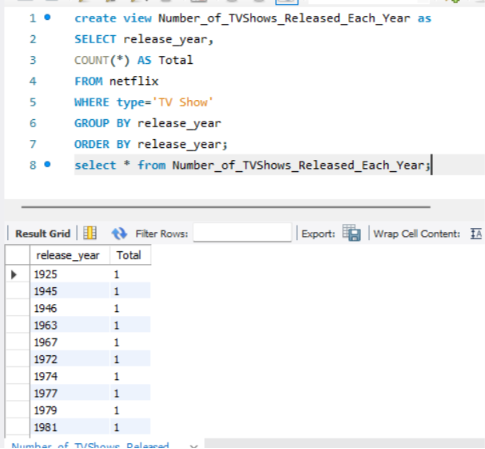 1 create view Number_of_TVShows_Released_Each_Year as
2 SELECT release_year,
3 COUNT(*) AS Total
4 FROM netflix
5 WHERE type='TV Show'
6 GROUP BY release_year
7 ORDER BY release_year;
8 select * from Number_of_TVShows_Released_Each_Year;
Result Grid Filter Rows: Export: Wrap Cell Content: IA
release_year Total
1925 1
1945 1
1946 1
1963 1
1967 1
1972 1
1974 1
1977 1
1979 1
1981 1
Number_of_TVShows_Released